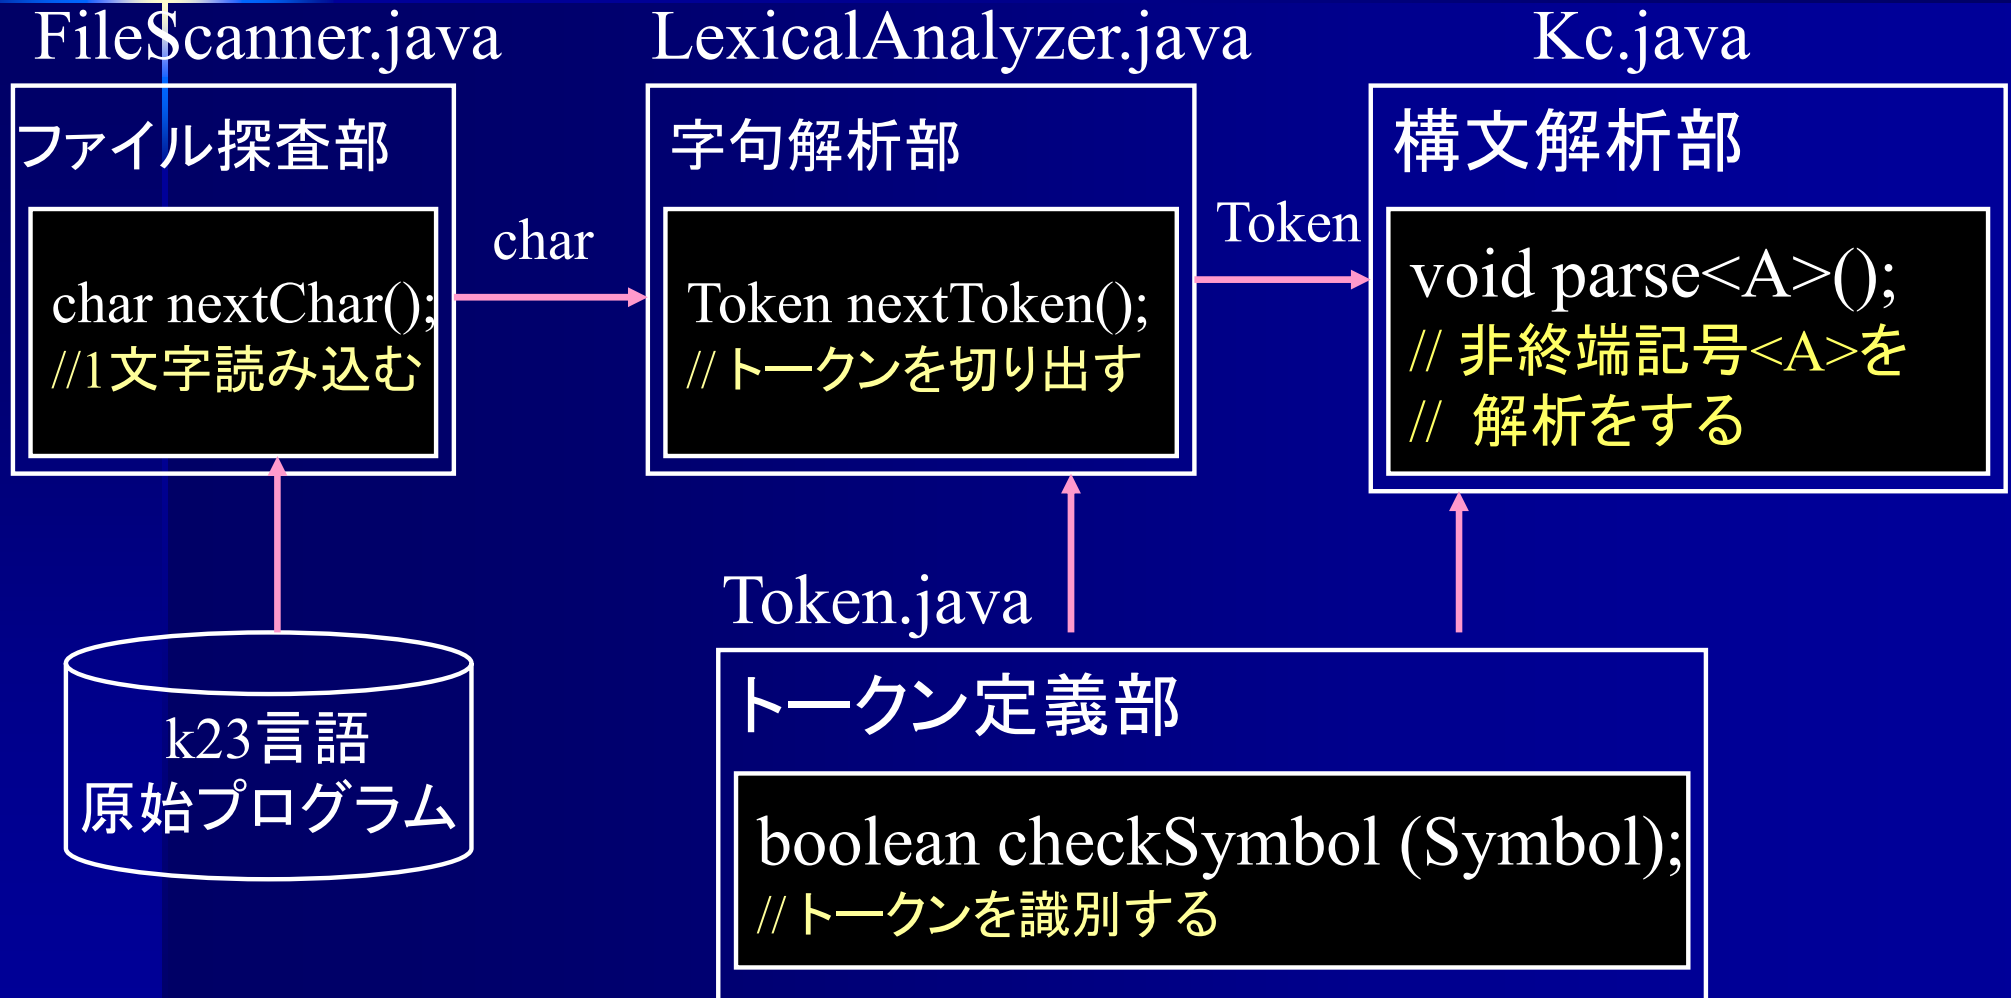 FileScanner.java
ファイル探査部
char nextChar();
//1文字読み込む
char
LexicalAnalyzer.java
字句解析部
Token nextToken();
// トークンを切り出す
Token
Kc.java
構文解析部
void parse<A>();
// 非終端記号<A>を
// 解析をする
k23言語
原始プログラム
Token.java
トークン定義部
boolean checkSymbol (Symbol);
// トークンを識別する